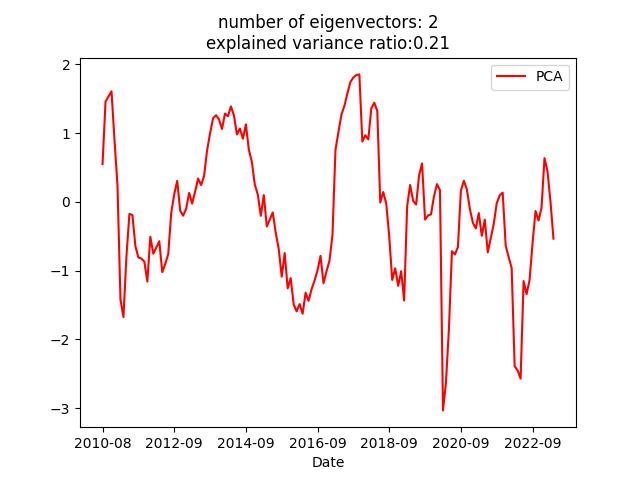 number of eigenvectors: 2
explained variance ratio:0.21
PCA
2
1
0
−1
−2
−3
2010-08 2012-09 2014-09 2016-09 2018-09 2020-09 2022-09
Date